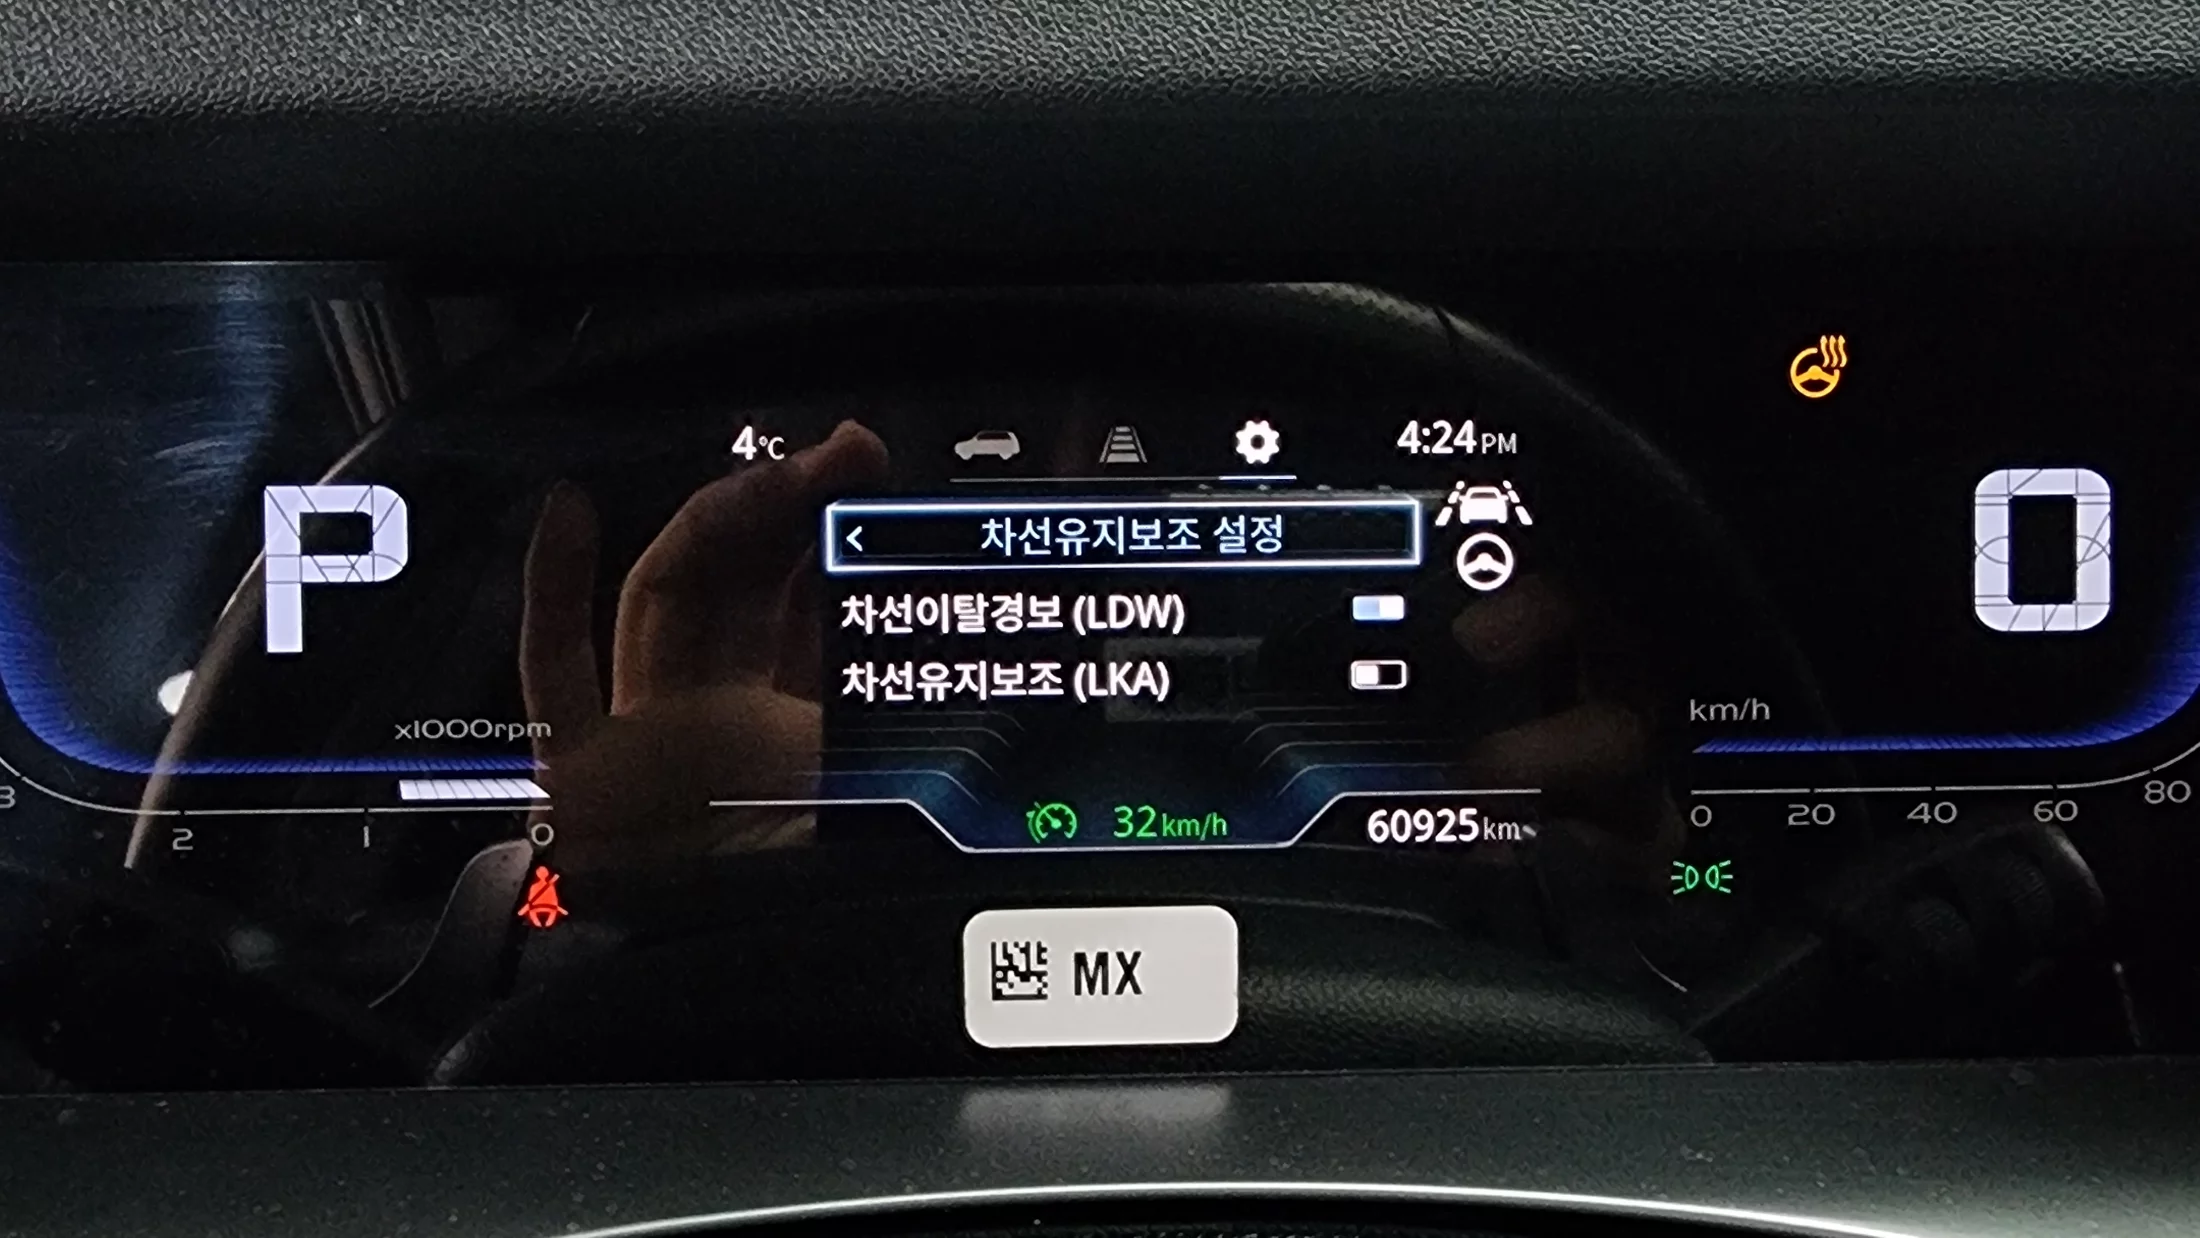 4°C
4:24PM
P
차선유지보조 설정
0
차선이탈경보 (LDW)
차선유지보조 (LKA)
x1000rpm
km/h
3 2 1 0
32km/h
60925km
0 20 40 60 80
MX